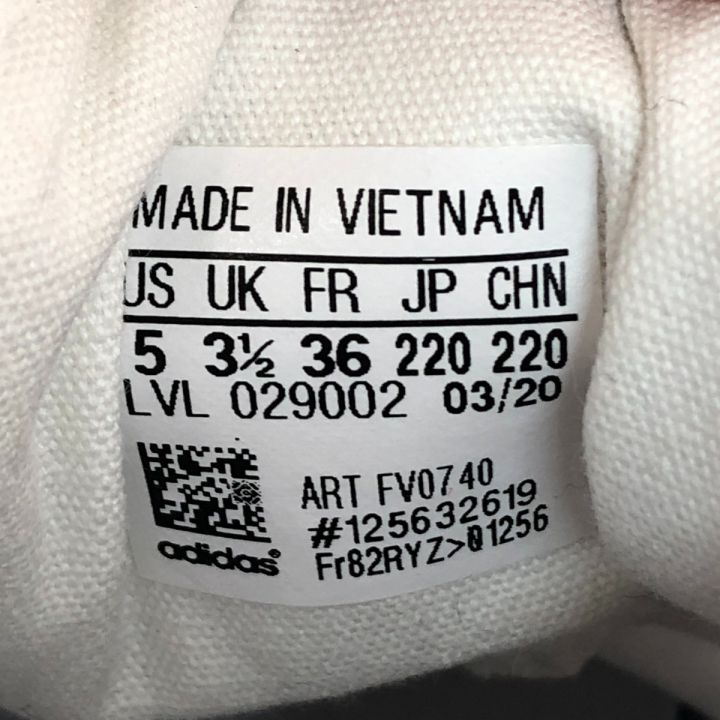 MADE IN VIETNAM
US UK FR JP CHN
5 3½ 36 220 220
LVL 029002 03/20
ART FV0740
#125632619
Fr82RYZ>01256
adidas